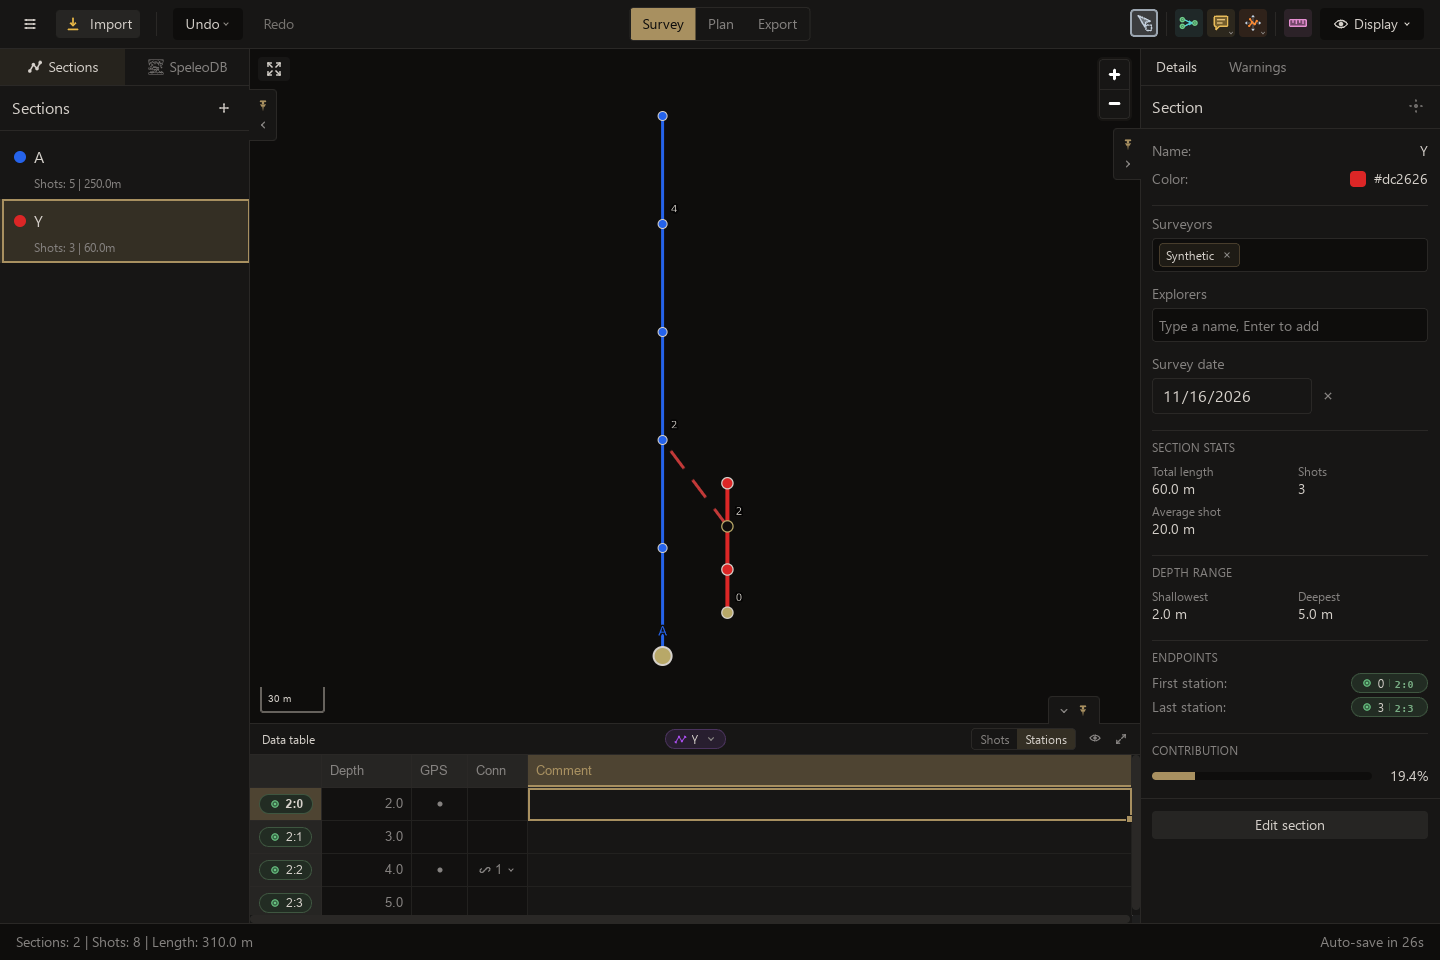 Import
Undo
Redo
Survey
Plan
Export
Display
Sections
SpeleoDB
Details
Warnings
Sections
Section
A
Shots: 5 | 250.0m
Y
Shots: 3 | 60.0m
4
2
2
0
A
30 m
Name:
Y
Color:
#dc2626
Surveyors
Synthetic
Explorers
Type a name, Enter to add
Survey date
11/16/2026
SECTION STATS
Total length
Shots
60.0 m
3
Average shot
20.0 m
DEPTH RANGE
Shallowest
Deepest
2.0 m
5.0 m
ENDPOINTS
First station:
0 | 2:0
Last station:
3 | 2:3
CONTRIBUTION
19.4%
Edit section
Data table
Y
Shots
Stations
Depth
GPS
Conn
Comment
2:0
2.0
2:1
3.0
2:2
4.0
1
2:3
5.0
Sections: 2 | Shots: 8 | Length: 310.0 m
Auto-save in 26s